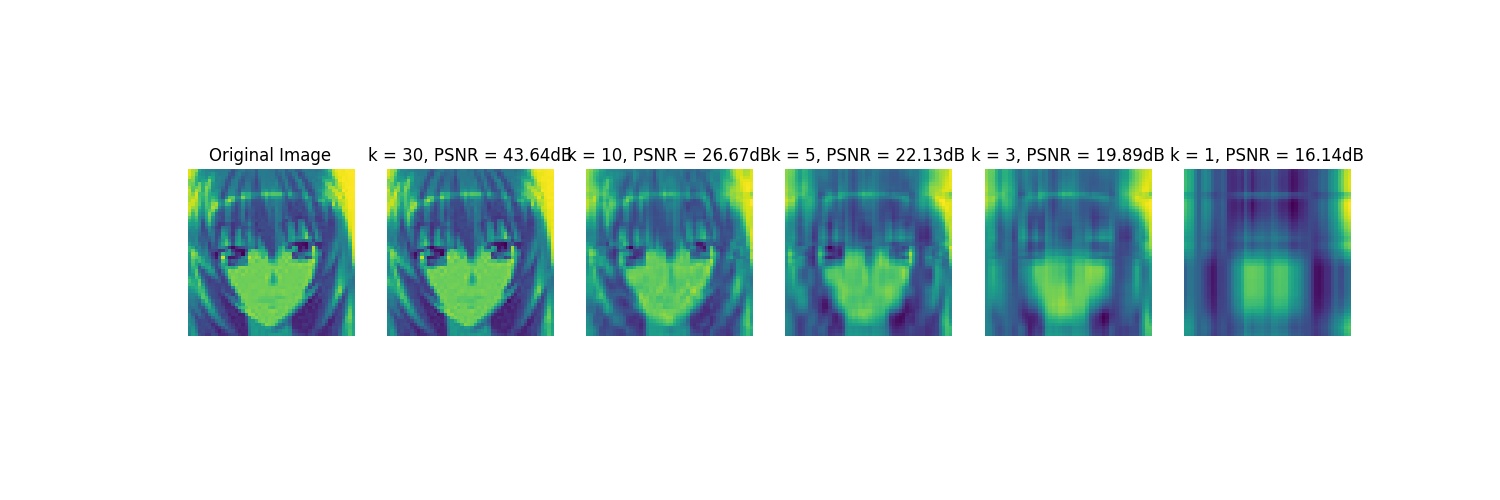 Original Image
k = 30, PSNR = 43.64dB
k = 10, PSNR = 26.67dB
k = 5, PSNR = 22.13dB
k = 3, PSNR = 19.89dB
k = 1, PSNR = 16.14dB